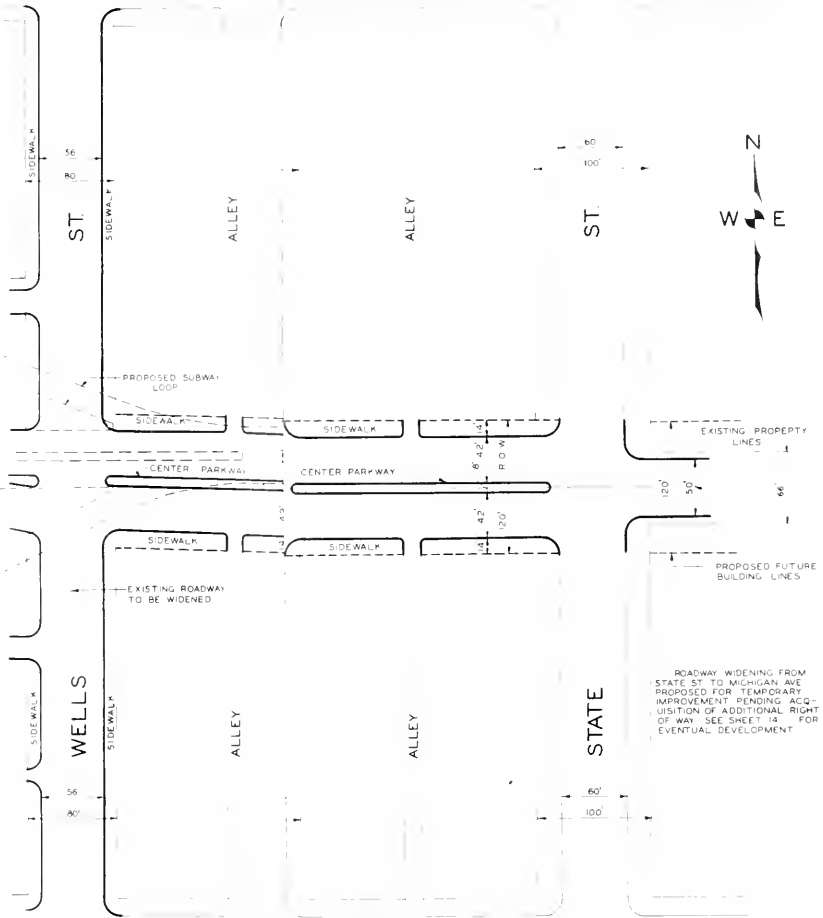 SIDEWALK
56
80
ST.
SIDEWALK
ALLEY
ALLEY
60
100'
ST.
N
W E
PROPOSED SUBWAY
LOOP
SIDEWALK
SIDEWALK
14'
42'
8'
R O W
EXISTING PROPERTY
LINES
CENTER PARKWAY
CENTER PARKWAY
120'
50'
66'
42'
120'
14'
SIDEWALK
SIDEWALK
EXISTING ROADWAY
TO BE WIDENED
PROPOSED FUTURE
BUILDING LINES
SIDEWALK
WELLS
SIDEWALK
ALLEY
ALLEY
STATE
ROADWAY WIDENING FROM
STATE ST. TO MICHIGAN AVE
PROPOSED FOR TEMPORARY
IMPROVEMENT PENDING ACQ-
UISITION OF ADDITIONAL RIGHT
OF WAY SEE SHEET 14 FOR
EVENTUAL DEVELOPMENT
56
80'
60'
100'